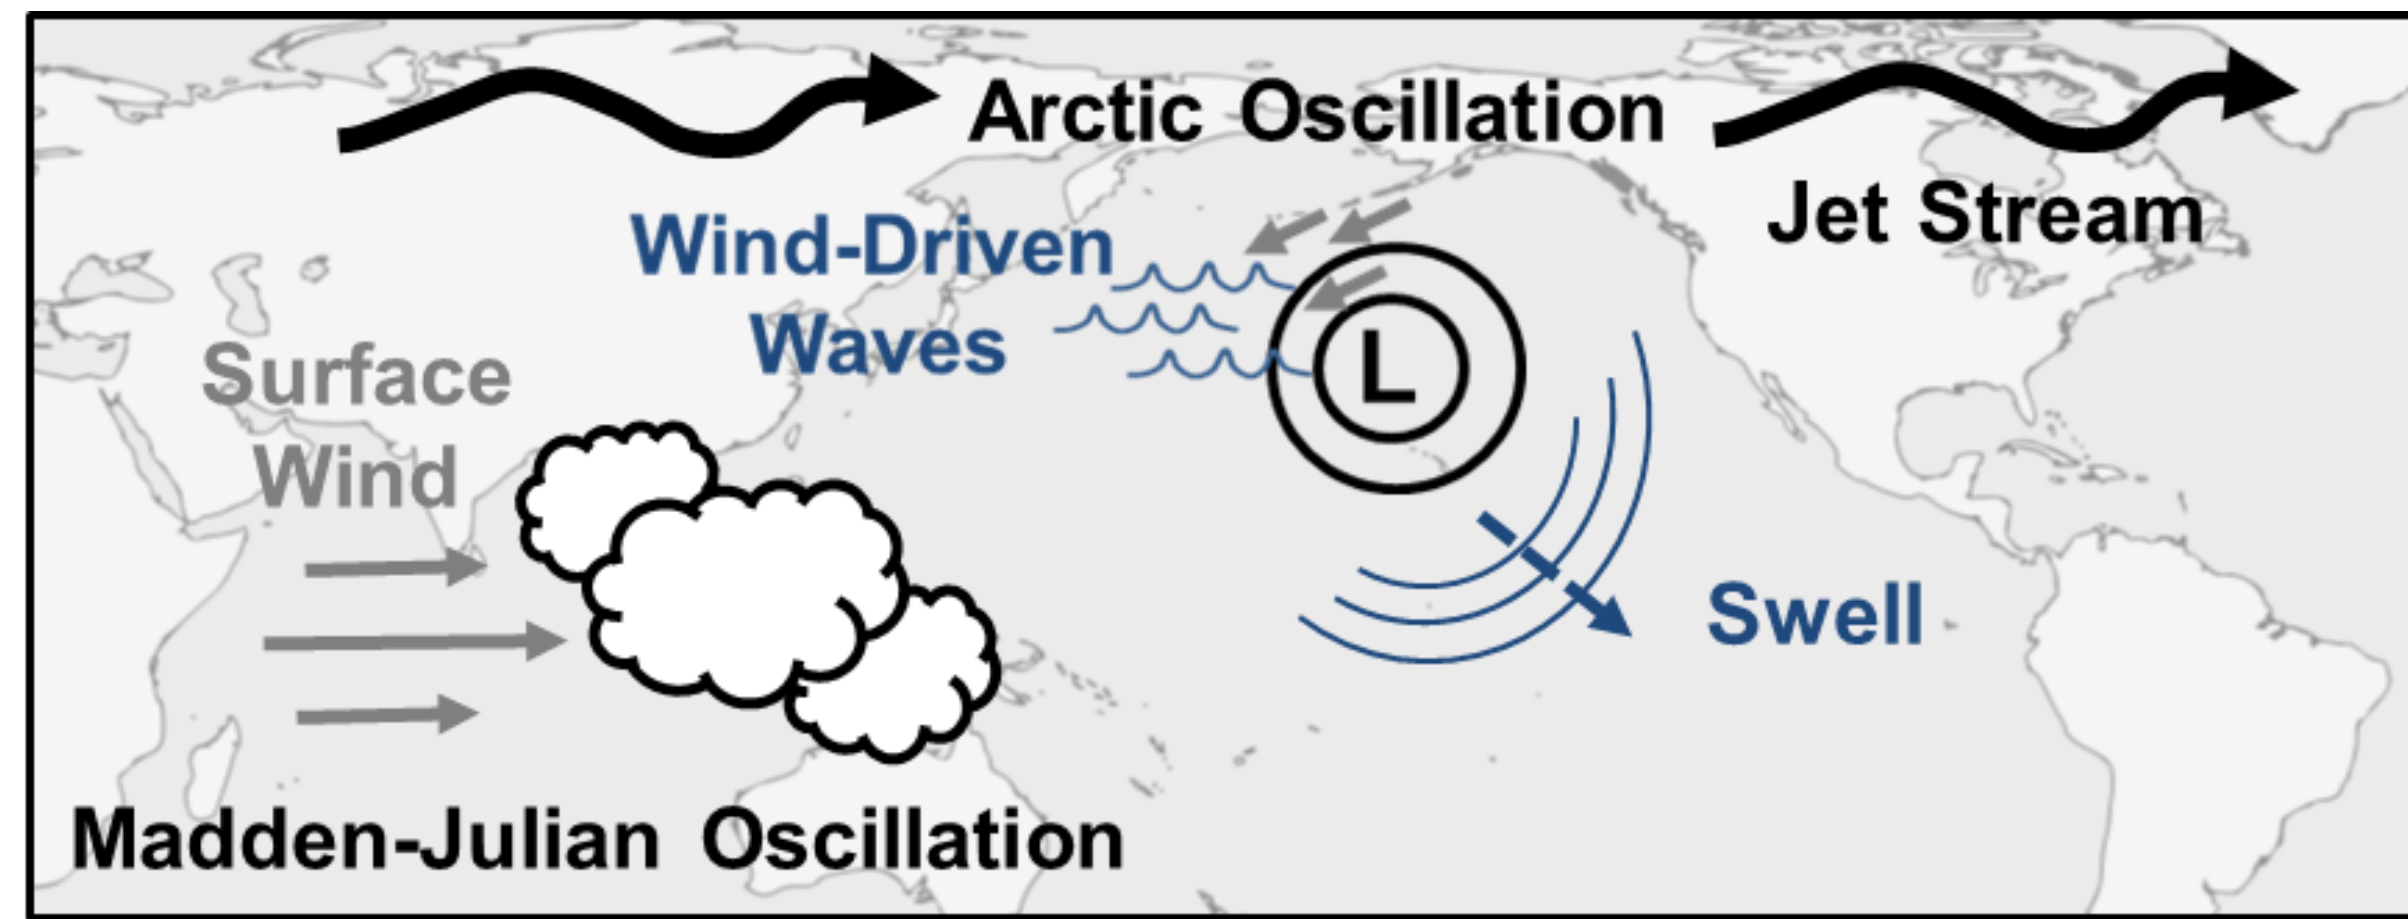 Arctic Oscillation
Jet Stream
Wind-Driven
Waves
L
Surface
Wind
Swell
Madden-Julian Oscillation